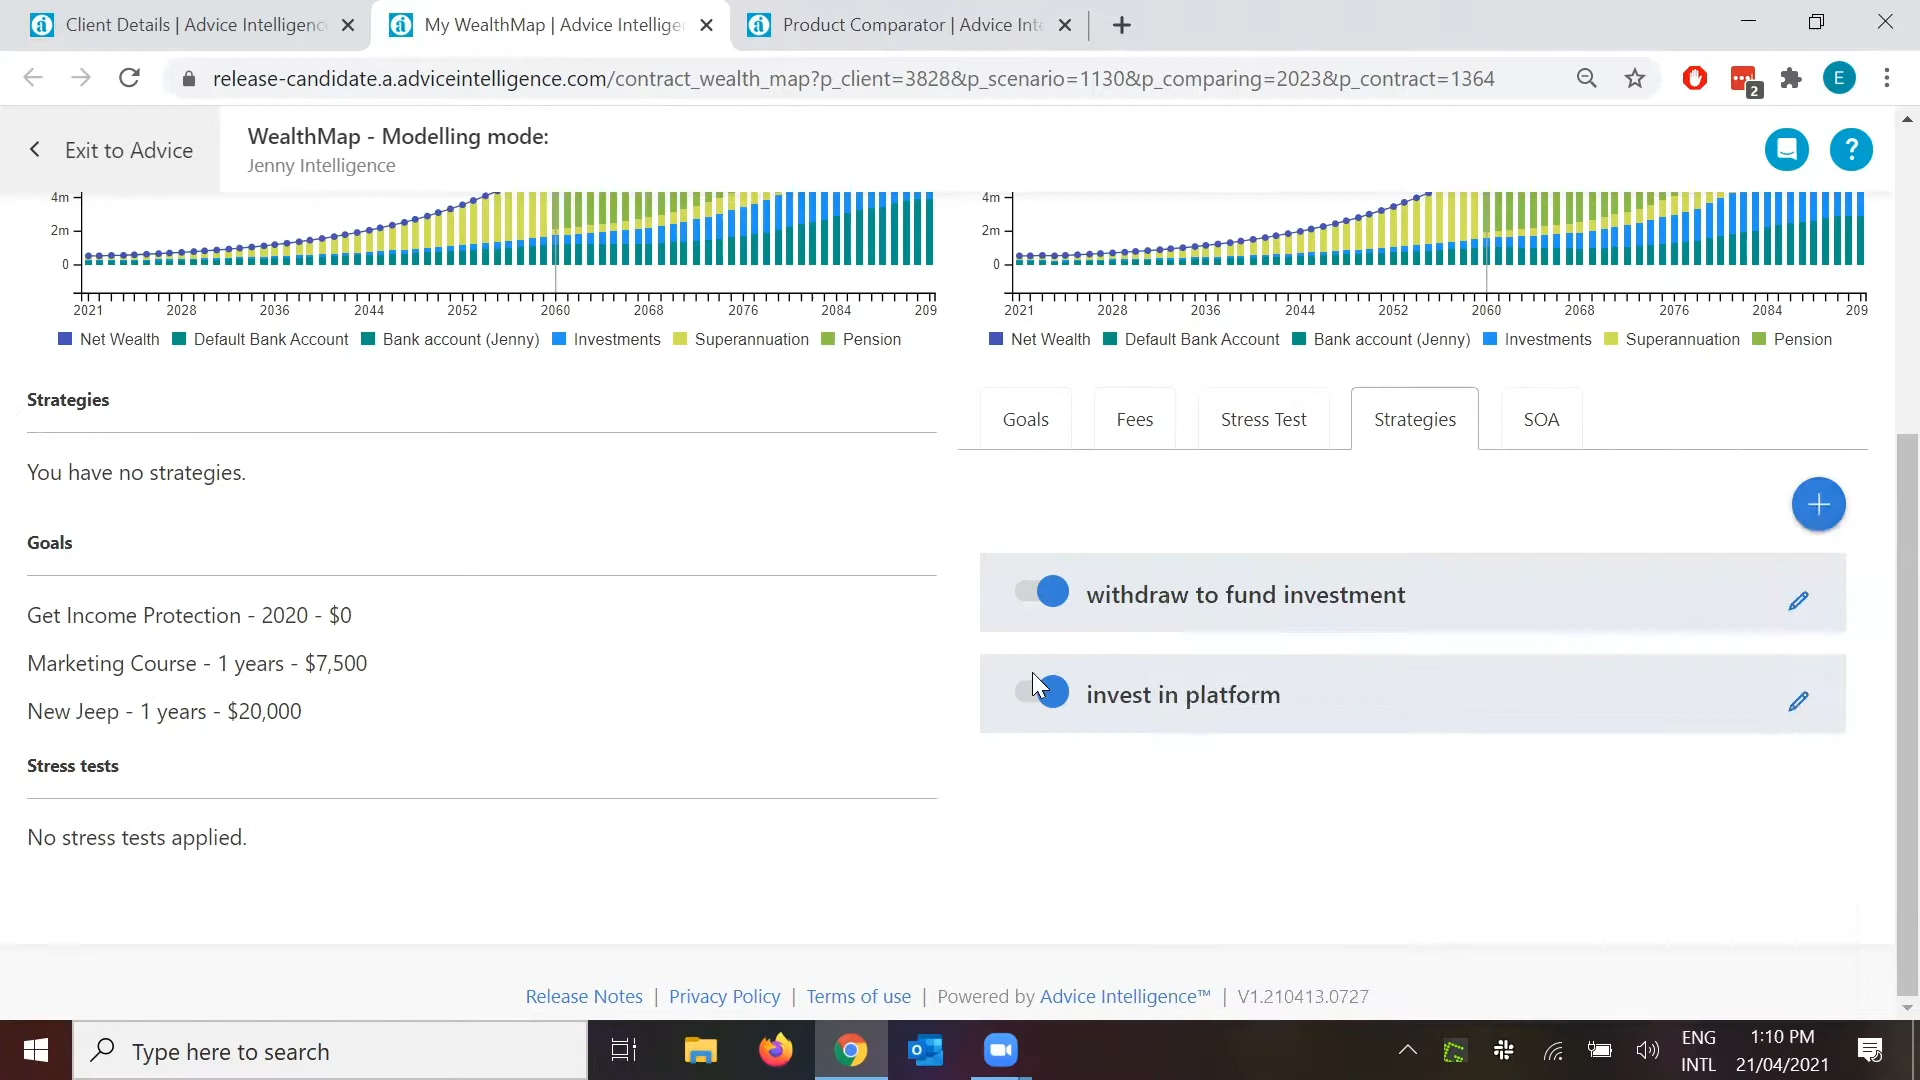 Client Details | Advice Intelligenc
My WealthMap | Advice Intellige
Product Comparator | Advice Int
release-candidate.a.adviceintelligence.com/contract_wealth_map?p_client=3828&p_scenario=1130&p_comparing=2023&p_contract=1364
2
E
Exit to Advice
WealthMap - Modelling mode:
Jenny Intelligence
?
4m
2m
0
2021 2028 2036 2044 2052 2060 2068 2076 2084 209
Net Wealth Default Bank Account Bank account (Jenny) Investments Superannuation Pension
4m
2m
0
2021 2028 2036 2044 2052 2060 2068 2076 2084 209
Net Wealth Default Bank Account Bank account (Jenny) Investments Superannuation Pension
Strategies
You have no strategies.
Goals
Get Income Protection - 2020 - $0
Marketing Course - 1 years - $7,500
New Jeep - 1 years - $20,000
Stress tests
No stress tests applied.
Goals Fees Stress Test Strategies SOA
withdraw to fund investment
invest in platform
Release Notes | Privacy Policy | Terms of use | Powered by Advice Intelligence™ | V1.210413.0727
Type here to search
ENG
INTL
1:10 PM
21/04/2021